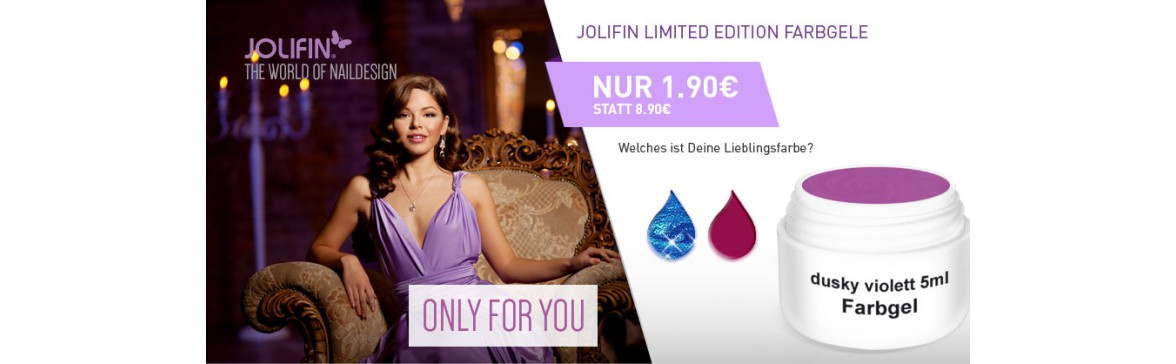 JOLIFIN
THE WORLD OF NAILDESIGN
ONLY FOR YOU
JOLIFIN LIMITED EDITION FARBGELE
NUR 1.90€
STATT 8.90€
Welches ist Deine Lieblingsfarbe?
dusky violett 5ml
Farbgel